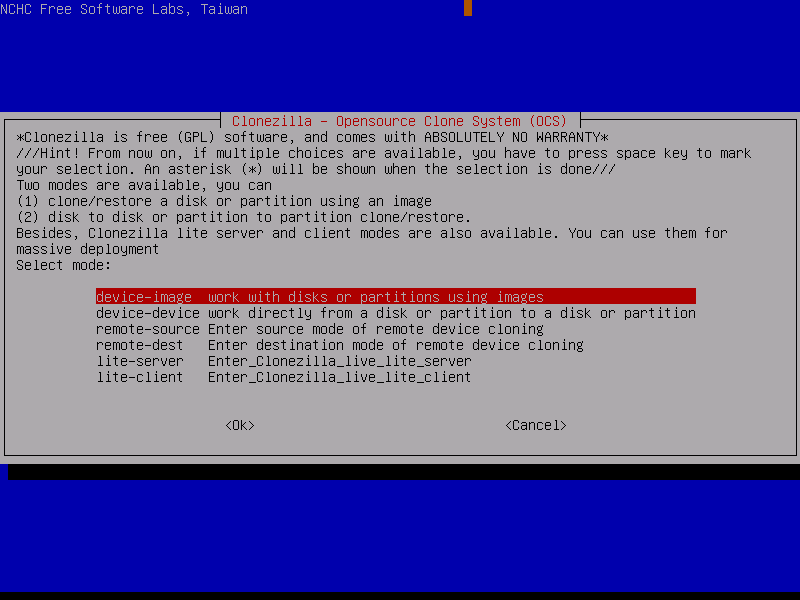 NCHC Free Software Labs, Taiwan
Clonezilla - Opensource Clone System (OCS)
*Clonezilla is free (GPL) software, and comes with ABSOLUTELY NO WARRANTY*
///Hint! From now on, if multiple choices are available, you have to press space key to mark
your selection. An asterisk (*) will be shown when the selection is done///
Two modes are available, you can
(1) clone/restore a disk or partition using an image
(2) disk to disk or partition to partition clone/restore.
Besides, Clonezilla lite server and client modes are also available. You can use them for
massive deployment
Select mode:
device-image work with disks or partitions using images
device-device work directly from a disk or partition to a disk or partition
remote-source Enter source mode of remote device cloning
remote-dest Enter destination mode of remote device cloning
lite-server Enter_Clonezilla_live_lite_server
lite-client Enter_Clonezilla_live_lite_client
<Ok> <Cancel>